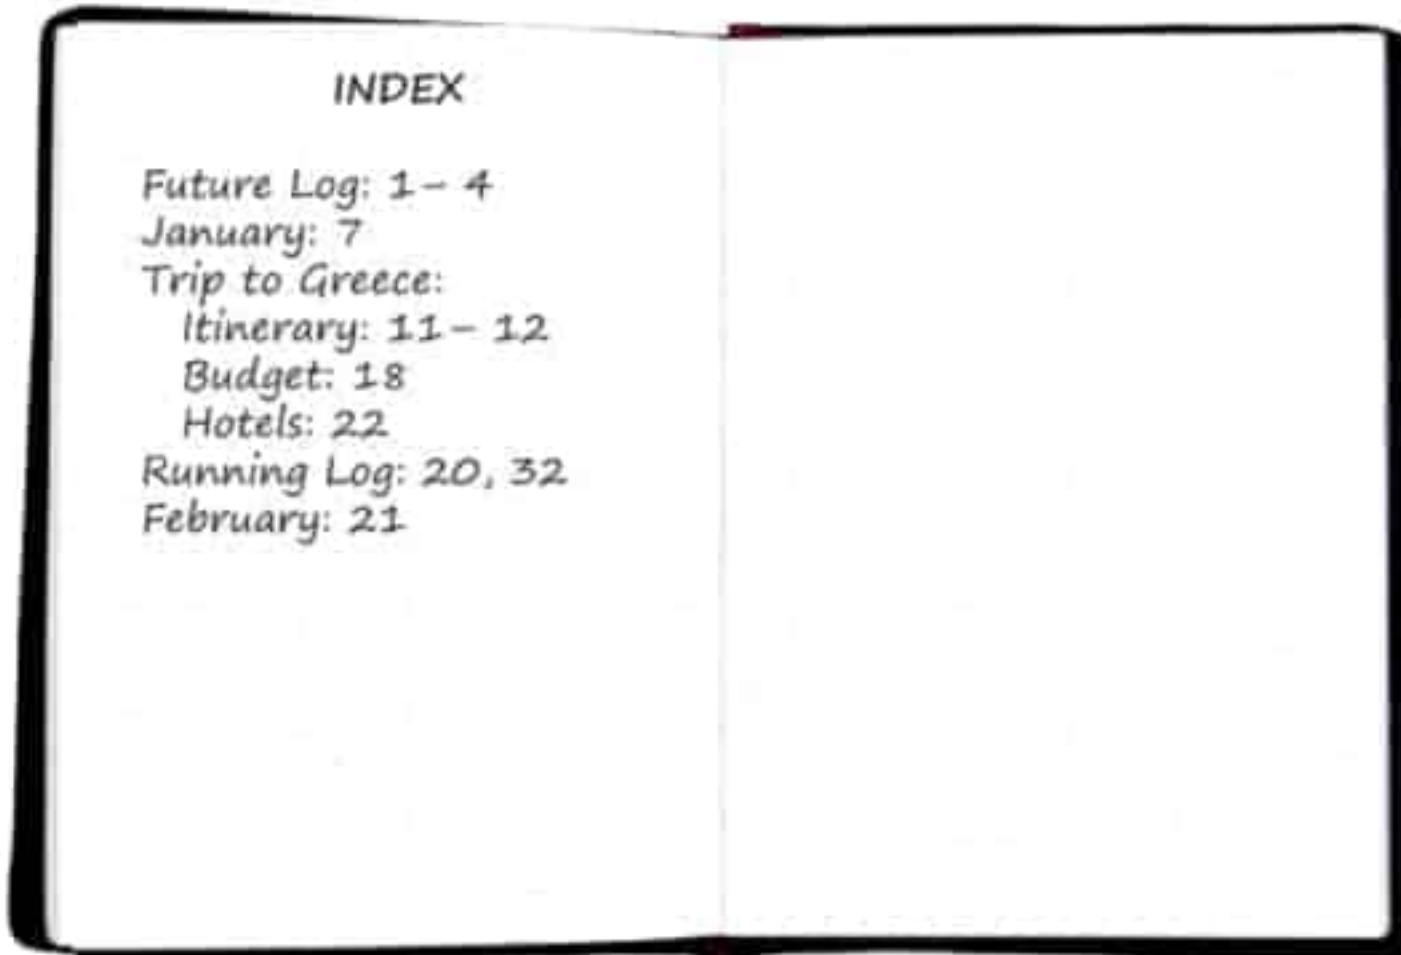 INDEX
Future Log: 1– 4
January: 7
Trip to Greece:
Itinerary: 11– 12
Budget: 18
Hotels: 22
Running Log: 20, 32
February: 21